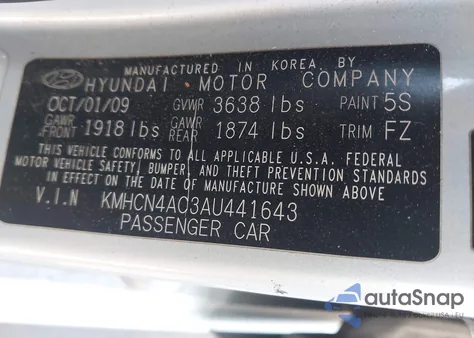 MANUFACTURED IN KOREA BY
HYUNDAI MOTOR COMPANY
OCT/01/09 GVWR 3638 lbs PAINT 5S
GAWR FRONT 1918 lbs GAWR REAR 1874 lbs TRIM FZ
THIS VEHICLE CONFORMS TO ALL APPLICABLE U.S.A. FEDERAL
MOTOR VEHICLE SAFETY, BUMPER, AND THEFT PREVENTION STANDARDS
IN EFFECT ON THE DATE OF MANUFACTURE SHOWN ABOVE
V.I.N KMHCN4AC3AU441643
PASSENGER CAR
autoSnap